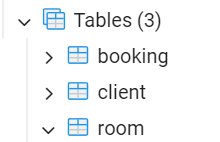 Tables (3)
booking
client
room